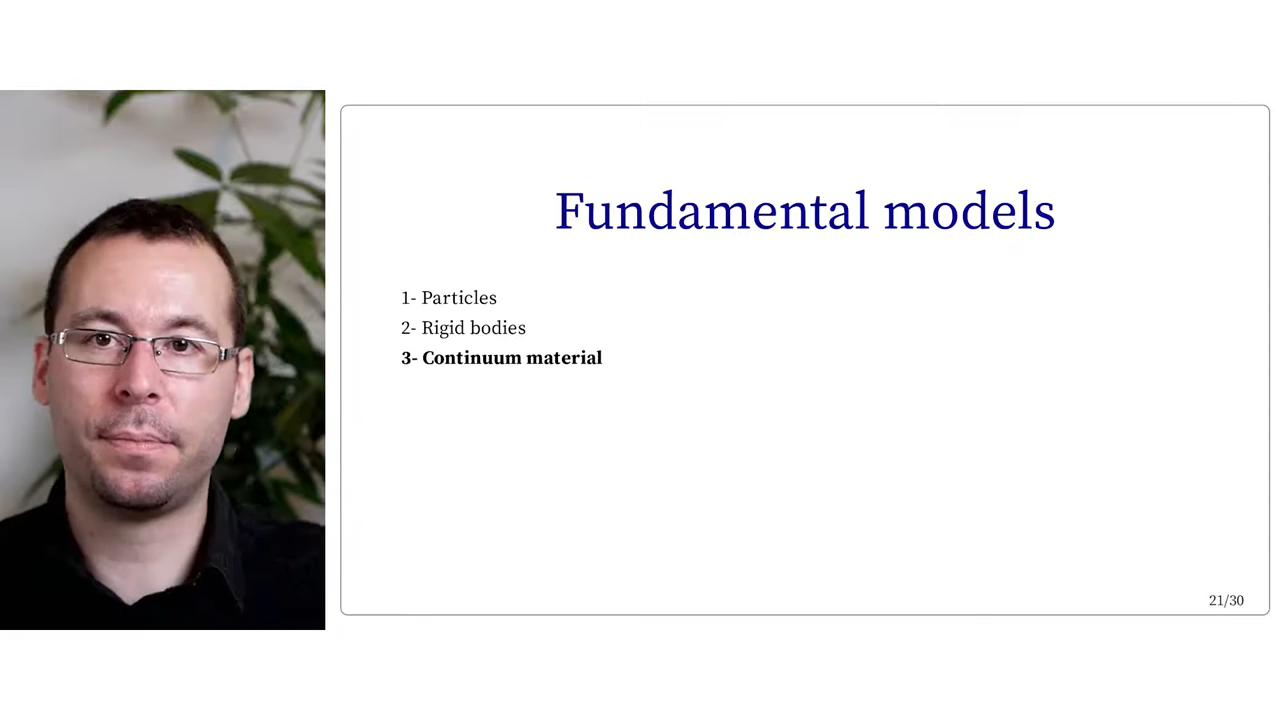 Fundamental models
1- Particles
2- Rigid bodies
3- Continuum material
21/30